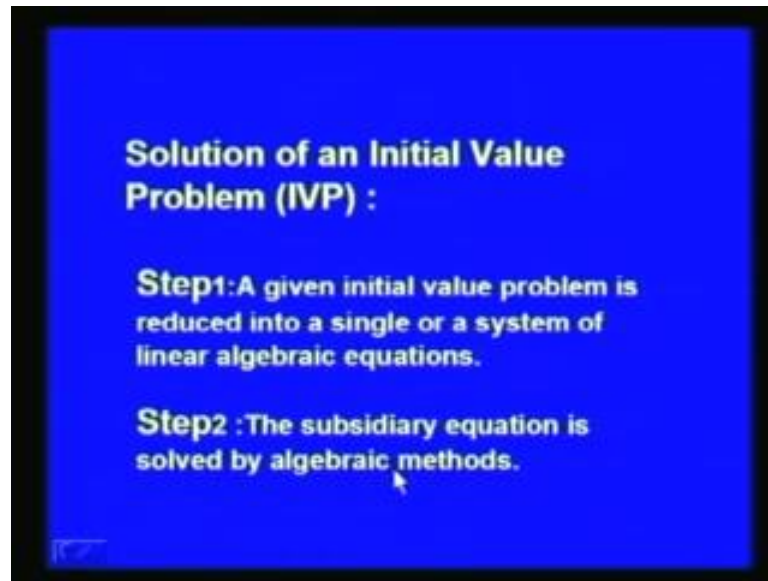 Solution of an Initial Value
Problem (IVP) :
Step1:A given initial value problem is
reduced into a single or a system of
linear algebraic equations.
Step2 :The subsidiary equation is
solved by algebraic methods.